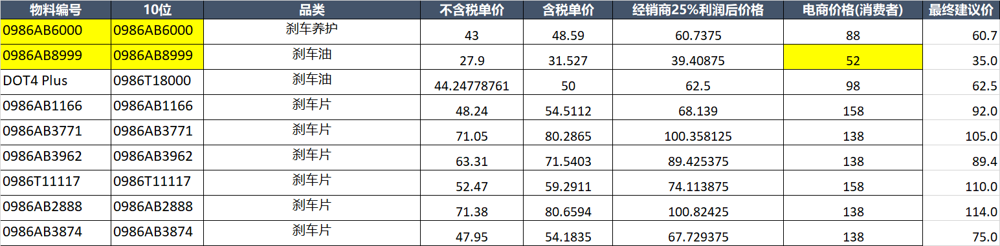 物料编号 10位 品类 不含税单价 含税单价 经销商25%利润后价格 电商价格(消费者) 最终建议价
0986AB6000 0986AB6000 刹车养护 43 48.59 60.7375 88 60.7
0986AB8999 0986AB8999 刹车油 27.9 31.527 39.40875 52 35.0
DOT4 Plus 0986T18000 刹车油 44.24778761 50 62.5 98 62.5
0986AB1166 0986AB1166 刹车片 48.24 54.5112 68.139 158 92.0
0986AB3771 0986AB3771 刹车片 71.05 80.2865 100.358125 138 105.0
0986AB3962 0986AB3962 刹车片 63.31 71.5403 89.425375 138 89.4
0986T11117 0986T11117 刹车片 52.47 59.2911 74.113875 158 110.0
0986AB2888 0986AB2888 刹车片 71.38 80.6594 100.82425 138 114.0
0986AB3874 0986AB3874 刹车片 47.95 54.1835 67.729375 138 75.0